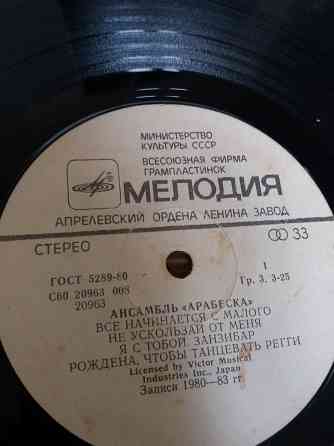 МИНИСТЕРСТВО
КУЛЬТУРЫ СССР
ВСЕСОЮЗНАЯ ФИРМА
ГРАМПЛАСТИНОК
МЕЛОДИЯ
АПРЕЛЕВСКИЙ ОРДЕНА ЛЕНИНА ЗАВОД
СТЕРЕО
33
ГОСТ 5289-80
I
С60 20963 008
Гр. 3. 3-25
20963
АНСАМБЛЬ «АРАБЕСКА»
ВСЕ НАЧИНАЕТСЯ С МАЛОГО
НЕ УСКОЛЬЗАЙ ОТ МЕНЯ
Я С ТОБОЙ. ЗАНЗИБАР
РОЖДЕНА, ЧТОБЫ ТАНЦЕВАТЬ РЕГГИ
Licensed by Victor Musical
Industries Inc., Japan
Записи 1980—83 гг.